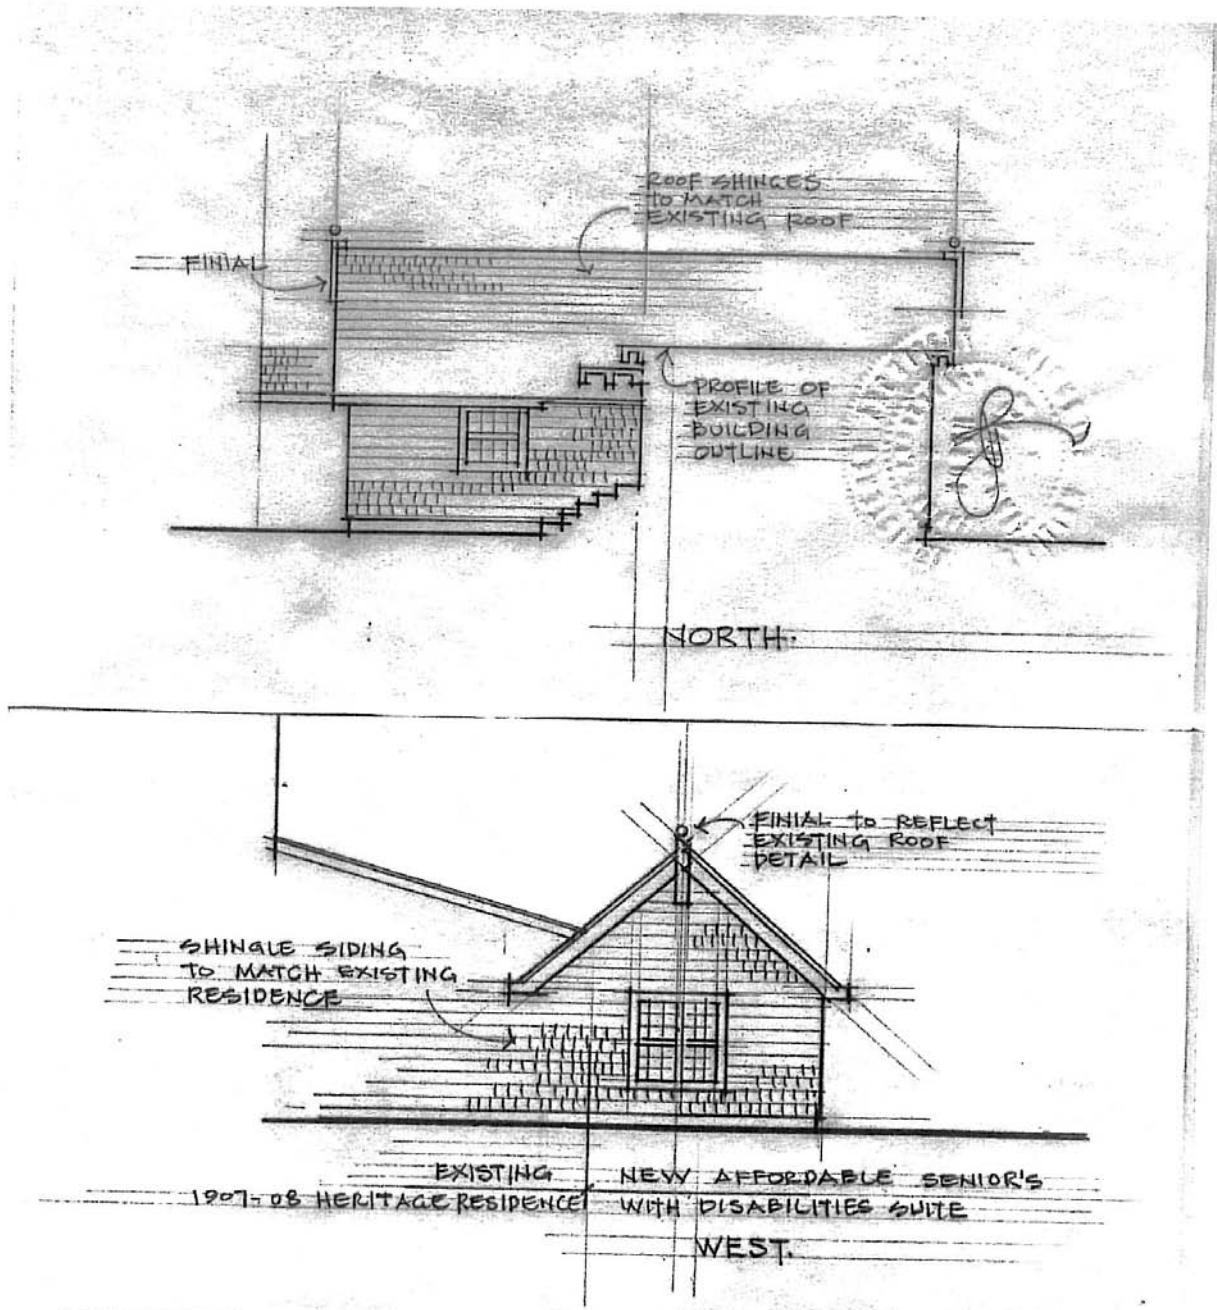 ROOF SHINGES
TO MATCH
EXISTING ROOF
FINIAL
PROFILE OF
EXISTING
BUILDING
OUTLINE
NORTH.
FINIAL TO REFLECT
EXISTING ROOF
DETAIL
SHINGLE SIDING
TO MATCH EXISTING
RESIDENCE
EXISTING
1907-08 HERITAGE RESIDENCE
NEW AFFORDABLE SENIOR'S
WITH DISABILITIES SUITE
WEST.